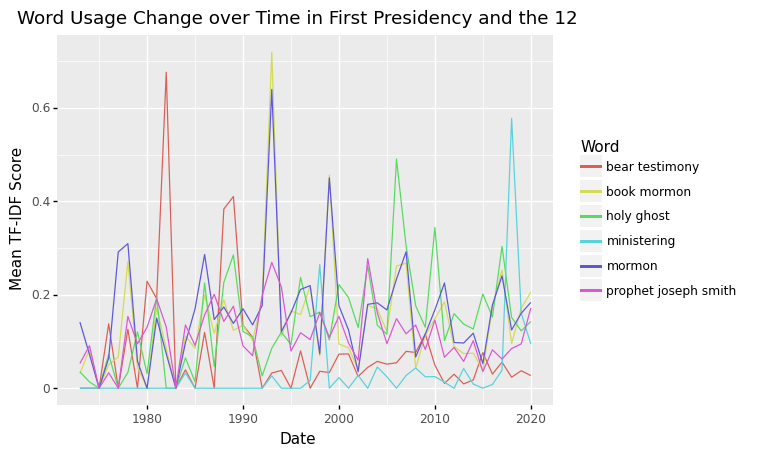 Word Usage Change over Time in First Presidency and the 12
Mean TF-IDF Score
0.6
0.4
0.2
0
1980
1990
2000
2010
2020
Date
Word
bear testimony
book mormon
holy ghost
ministering
mormon
prophet joseph smith